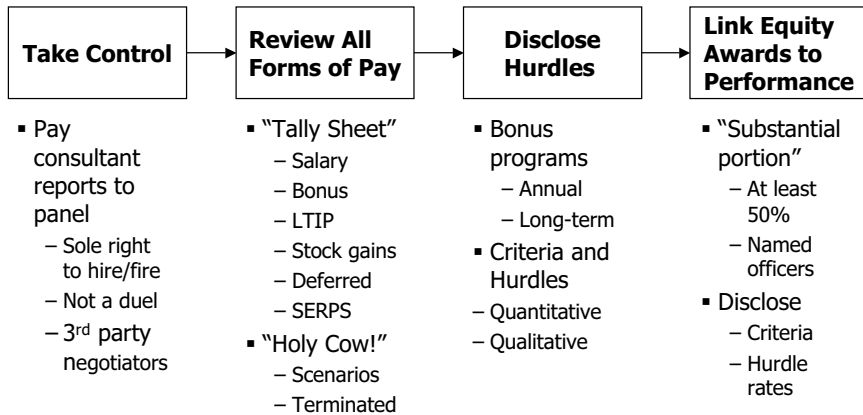 Take Control
Review All
Forms of Pay
Disclose
Hurdles
Link Equity
Awards to
Performance
▪ Pay
consultant
reports to
panel
– Sole right
to hire/fire
– Not a duel
– 3rd party
negotiators
▪ “Tally Sheet”
– Salary
– Bonus
– LTIP
– Stock gains
– Deferred
– SERPS
▪ “Holy Cow!”
– Scenarios
– Terminated
▪ Bonus
programs
– Annual
– Long-term
▪ Criteria and
Hurdles
– Quantitative
– Qualitative
▪ “Substantial
portion”
– At least
50%
– Named
officers
▪ Disclose
– Criteria
– Hurdle
rates